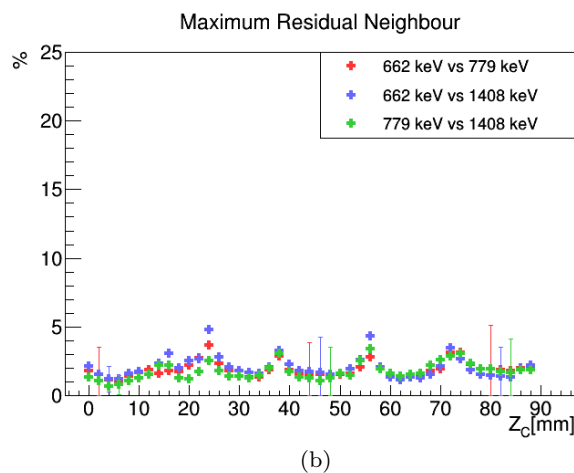 Maximum Residual Neighbour
%
25
662 keV vs 779 keV
662 keV vs 1408 keV
779 keV vs 1408 keV
20
15
10
5
0
0 10 20 30 40 50 60 70 80 90
Z_C[mm]
(b)